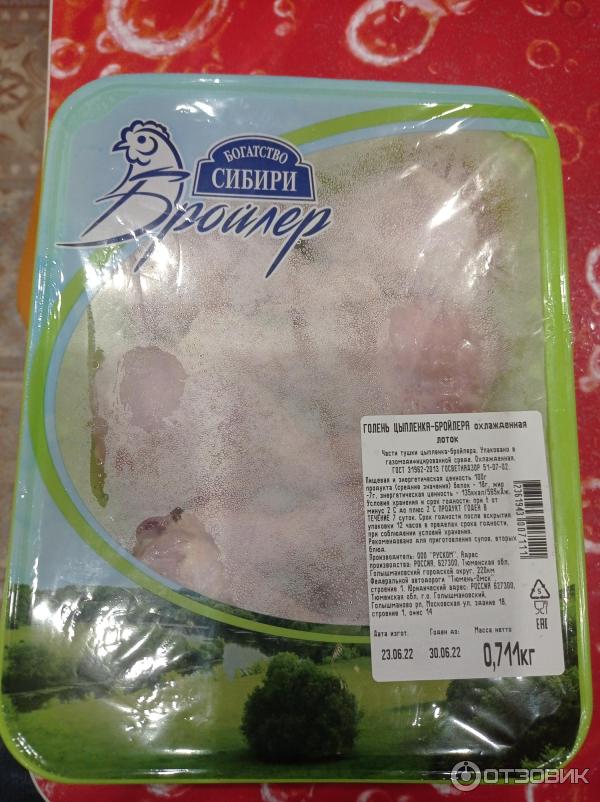 БОГАТСТВО
СИБИРИ
Бройлер
ГОЛЕНЬ ЦЫПЛЕНКА-БРОЙЛЕРА охлажденная
лоток
Части тушки цыпленка-бройлера. Упаковано в
газомодифицированной среде. Охлажденная.
ГОСТ 31962-2013 ГОСВЕТНАДЗОР 51-07-02.
Пищевая и энергетическая ценность 100г
продукта (средние значения) белок - 18г, жир
-7г, энергетическая ценность - 135ккал/565кДж.
Условия хранения и срок годности: при t от
минус 2 С до плюс 2 С ПРОДУКТ ГОДЕН В
ТЕЧЕНИЕ 7 суток. Срок годности после вскрытия
упаковки 12 часов в пределах срока годности,
при соблюдении условий хранения.
Рекомендовано для приготовления супов, вторых
блюд.
Производитель: ООО "РУСКОМ". Адрес
производства: РОССИЯ, 627300, Тюменская обл,
Голышмановский городской округ, 220км
Федеральной автодороги "Тюмень-Омск",
строение 1. Юридический адрес: РОССИЯ 627300,
Тюменская обл, г.о. Голышмановский,
Голышманово рп, Московская ул, здание 18,
строение 1, офис 14
Дата изгот. Годен до: Масса нетто
23.06.22 30.06.22 0,711кг
5
EAC
ОТЗОВИК